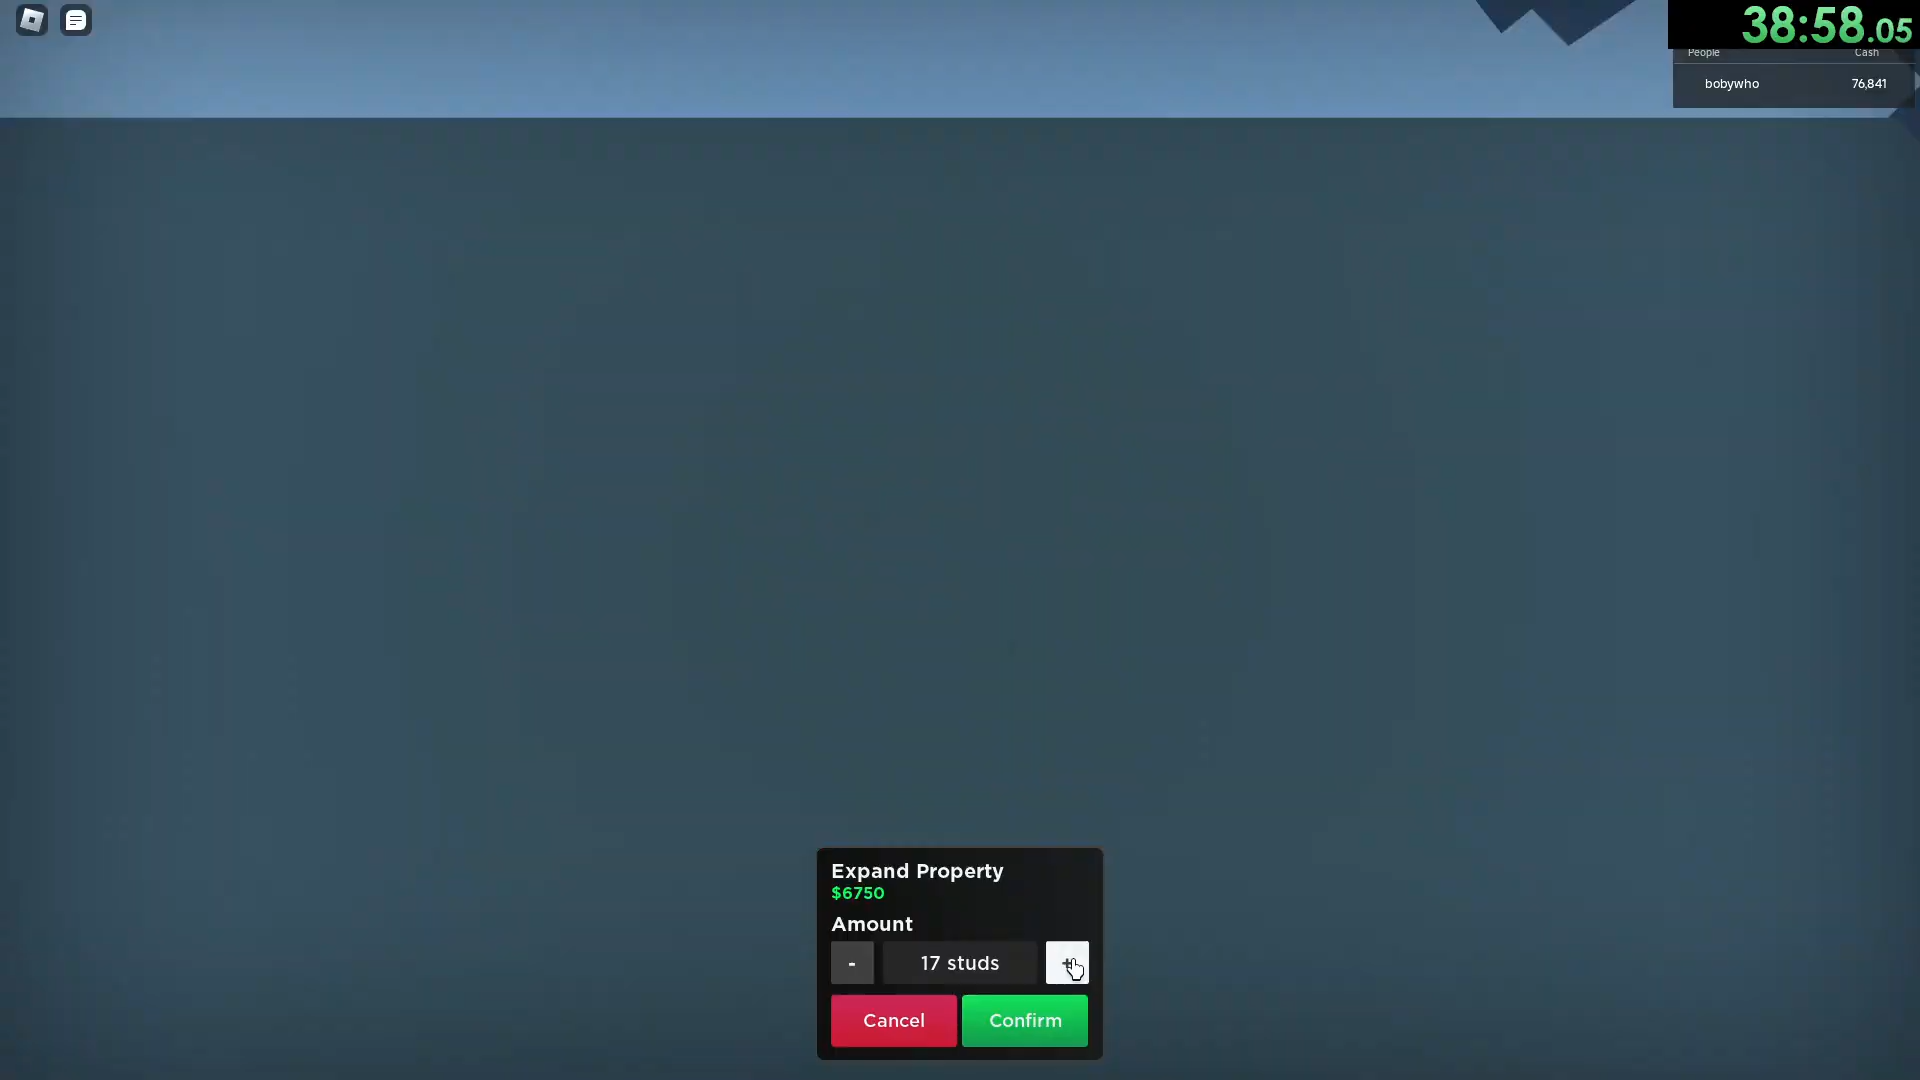 38:58.05
People Cash
bobywho 76,841
Expand Property
$6750
Amount
- 17 studs +
Cancel Confirm